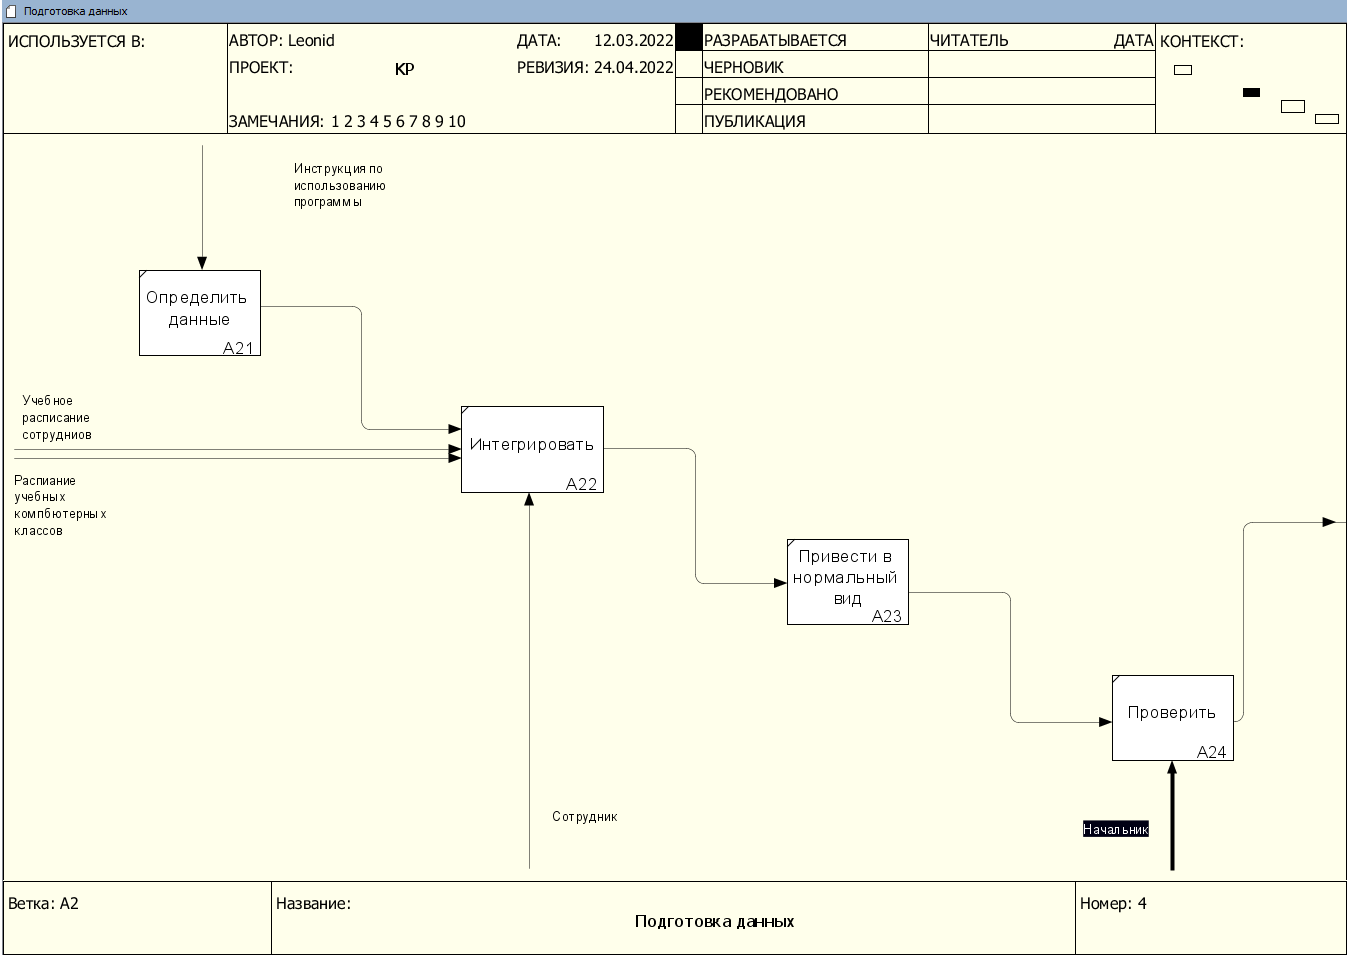 Подготовка данных
ИСПОЛЬЗУЕТСЯ В:
АВТОР: Leonid
ДАТА: 12.03.2022
РАЗРАБАТЫВАЕТСЯ
ЧИТАТЕЛЬ
ДАТА
КОНТЕКСТ:
ПРОЕКТ: KP
РЕВИЗИЯ: 24.04.2022
ЧЕРНОВИК
РЕКОМЕНДОВАНО
ЗАМЕЧАНИЯ: 1 2 3 4 5 6 7 8 9 10
ПУБЛИКАЦИЯ
Инструкция по
использованию
программы
Определить
данные
A21
Учебное
расписание
сотрудниов
Интегрировать
A22
Распиание
учебных
компбютерных
классов
Привести в
нормальный
вид
A23
Проверить
A24
Сотрудник
Начальник
Ветка: A2
Название:
Подготовка данных
Номер: 4